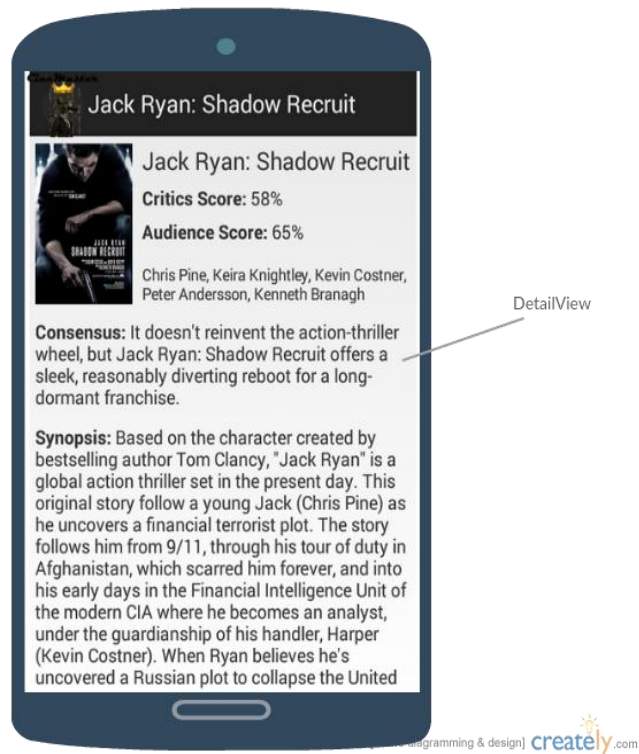 CineMaster
Jack Ryan: Shadow Recruit
JACK RYAN
SHADOW RECRUIT
Jack Ryan: Shadow Recruit
Critics Score: 58%
Audience Score: 65%
Chris Pine, Keira Knightley, Kevin Costner,
Peter Andersson, Kenneth Branagh
Consensus: It doesn't reinvent the action-thriller
wheel, but Jack Ryan: Shadow Recruit offers a
sleek, reasonably diverting reboot for a long-
dormant franchise.
Synopsis: Based on the character created by
bestselling author Tom Clancy, "Jack Ryan" is a
global action thriller set in the present day. This
original story follow a young Jack (Chris Pine) as
he uncovers a financial terrorist plot. The story
follows him from 9/11, through his tour of duty in
Afghanistan, which scarred him forever, and into
his early days in the Financial Intelligence Unit of
the modern CIA where he becomes an analyst,
under the guardianship of his handler, Harper
(Kevin Costner). When Ryan believes he's
uncovered a Russian plot to collapse the United
DetailView
& design] creately.com